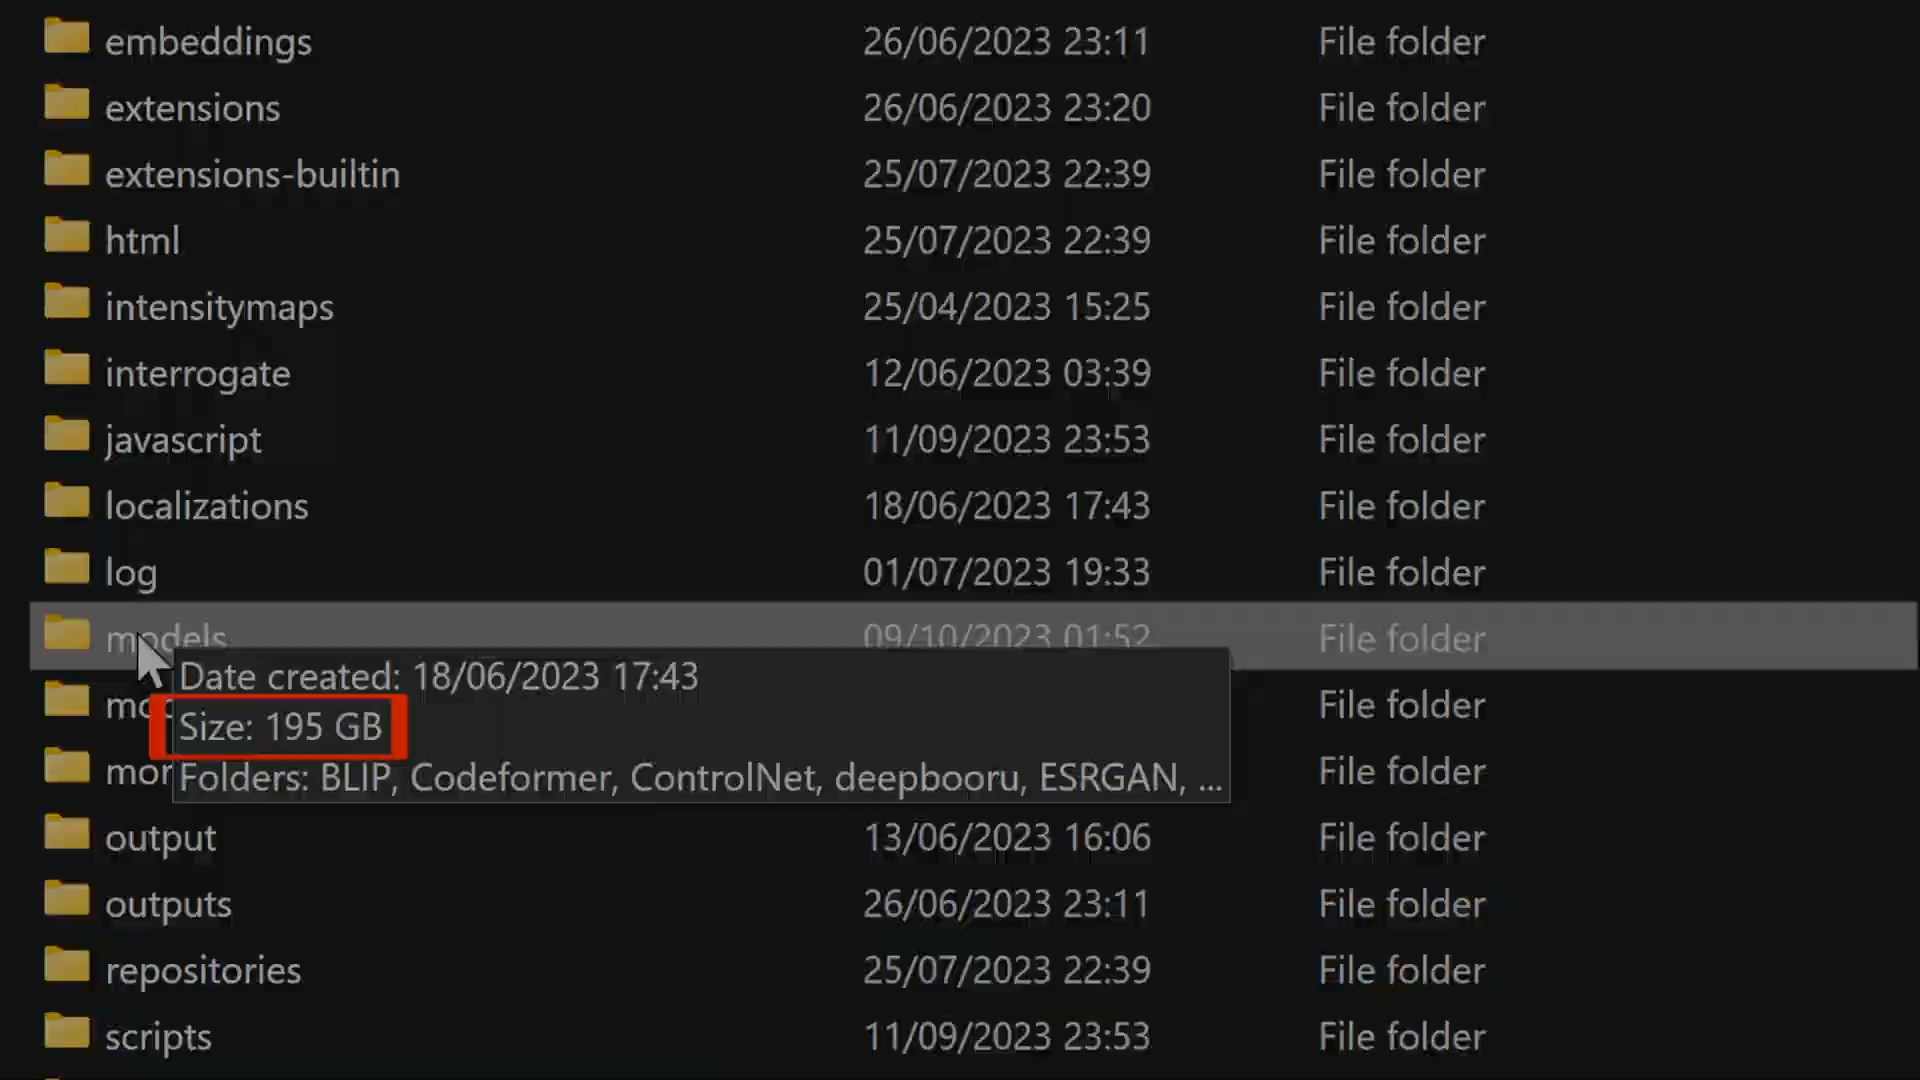 embeddings 26/06/2023 23:11 File folder
extensions 26/06/2023 23:20 File folder
extensions-builtin 25/07/2023 22:39 File folder
html 25/07/2023 22:39 File folder
intensitymaps 25/04/2023 15:25 File folder
interrogate 12/06/2023 03:39 File folder
javascript 11/09/2023 23:53 File folder
localizations 18/06/2023 17:43 File folder
log 01/07/2023 19:33 File folder
models 09/10/2023 01:52 File folder
Date created: 18/06/2023 17:43
File folder
Size: 195 GB
File folder
Folders: BLIP, Codeformer, ControlNet, deepbooru, ESRGAN, ...
output 13/06/2023 16:06 File folder
outputs 26/06/2023 23:11 File folder
repositories 25/07/2023 22:39 File folder
scripts 11/09/2023 23:53 File folder